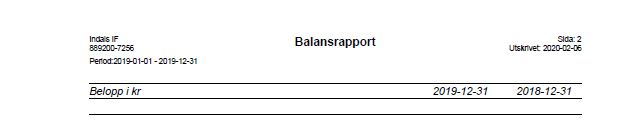 Indals IF
889200-7256
Balansrapport
Sida: 2
Utskrivet: 2020-02-06
Period:2019-01-01 - 2019-12-31
Belopp i kr 2019-12-31 2018-12-31